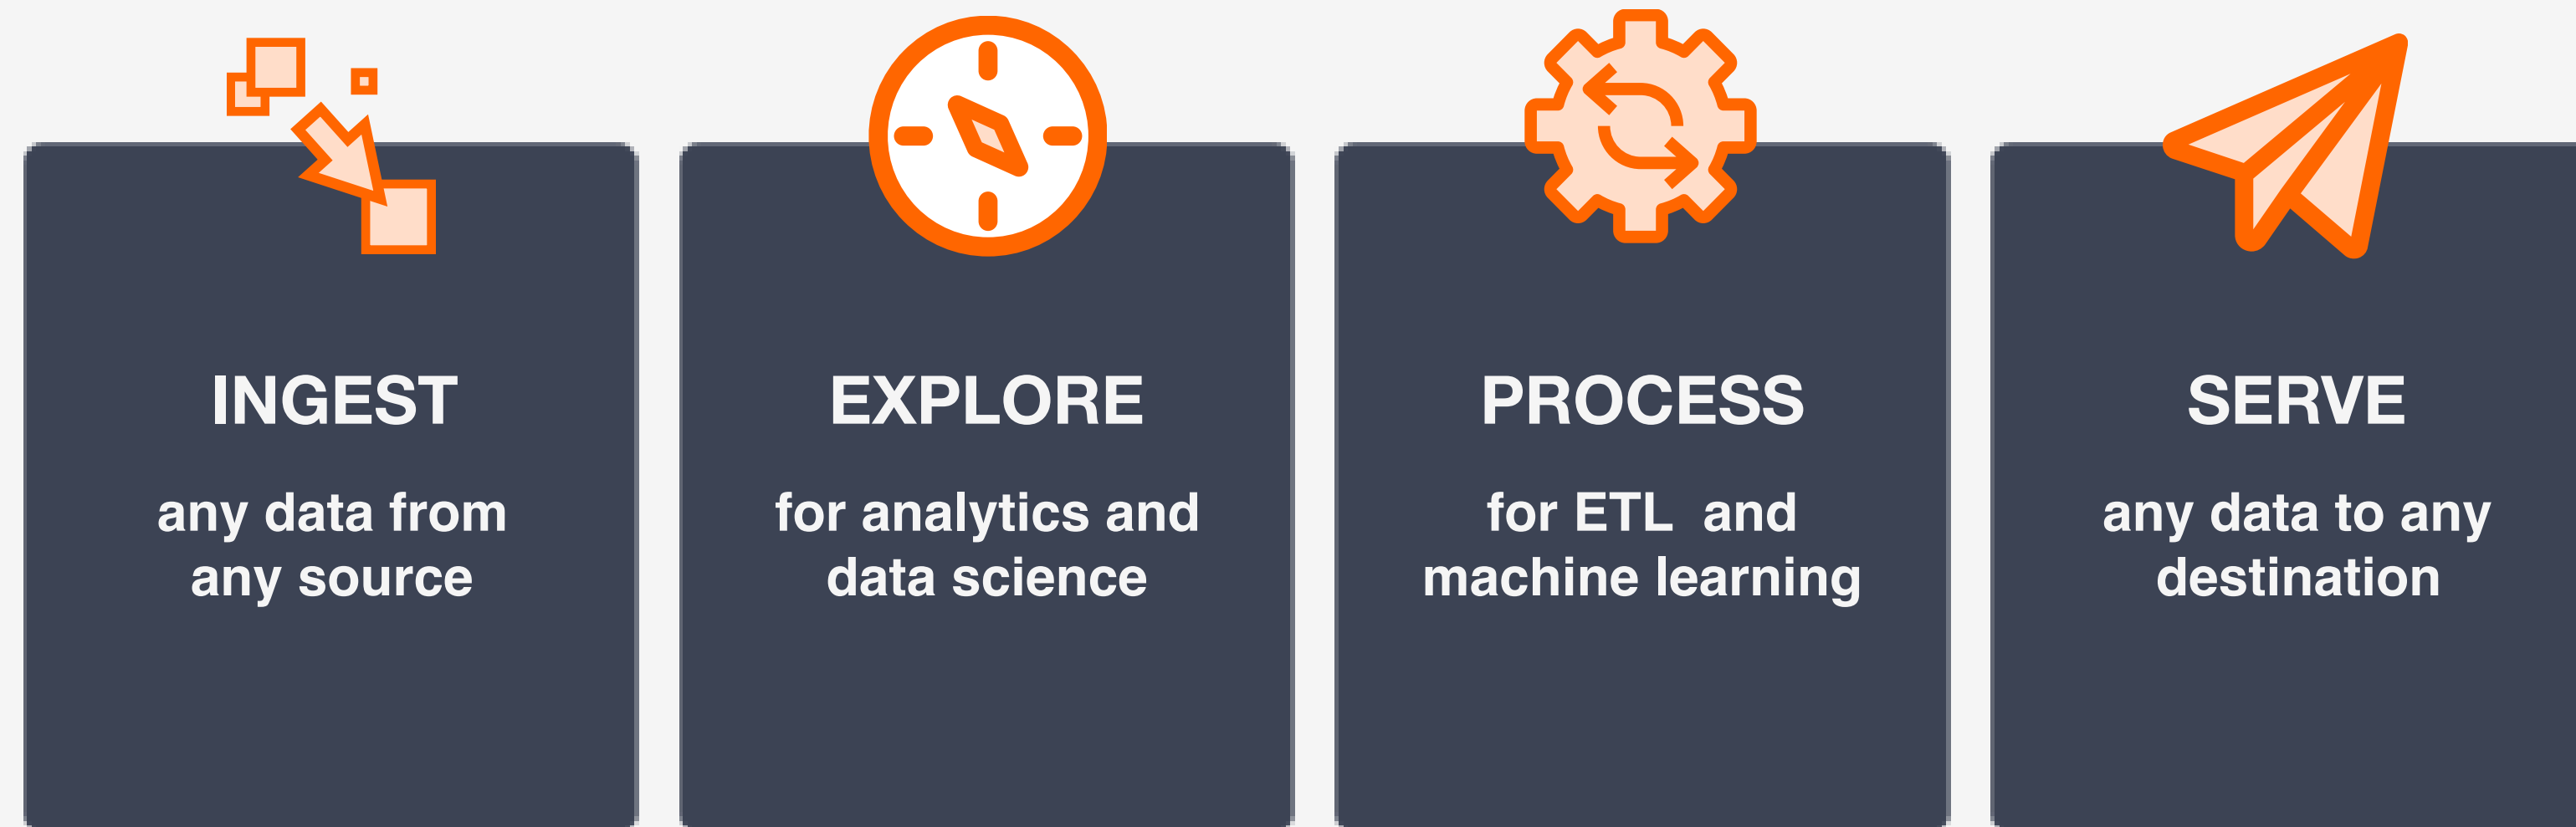 INGEST
any data from
any source
EXPLORE
for analytics and
data science
PROCESS
for ETL  and
machine learning
SERVE
any data to any
destination